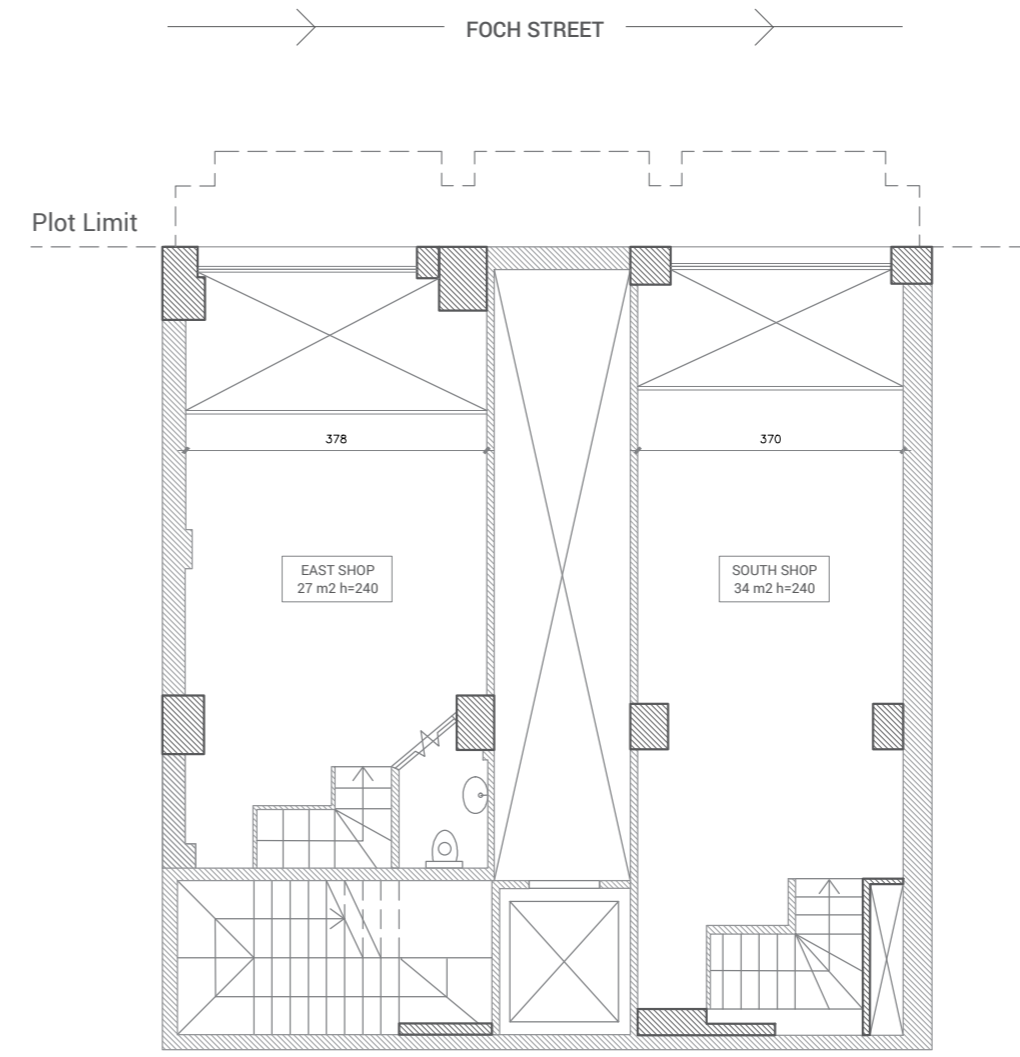 FOCH STREET
Plot Limit
378
370
EAST SHOP
27 m2 h=240
SOUTH SHOP
34 m2 h=240